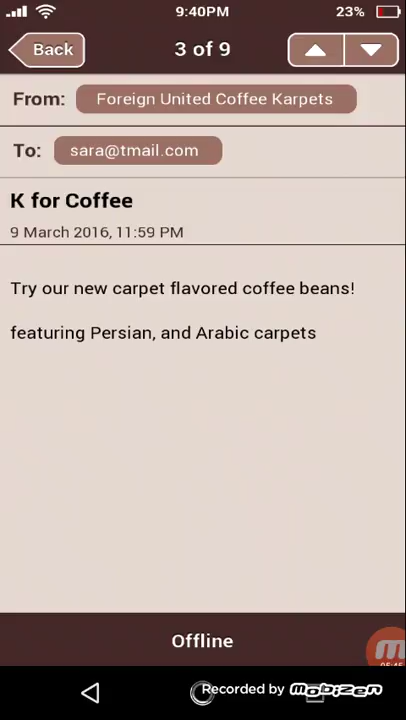 9:40PM
23%
Back
3 of 9
From: Foreign United Coffee Karpets
To: sara@tmail.com
K for Coffee
9 March 2016, 11:59 PM
Try our new carpet flavored coffee beans!
featuring Persian, and Arabic carpets
Offline
Recorded by mobizen